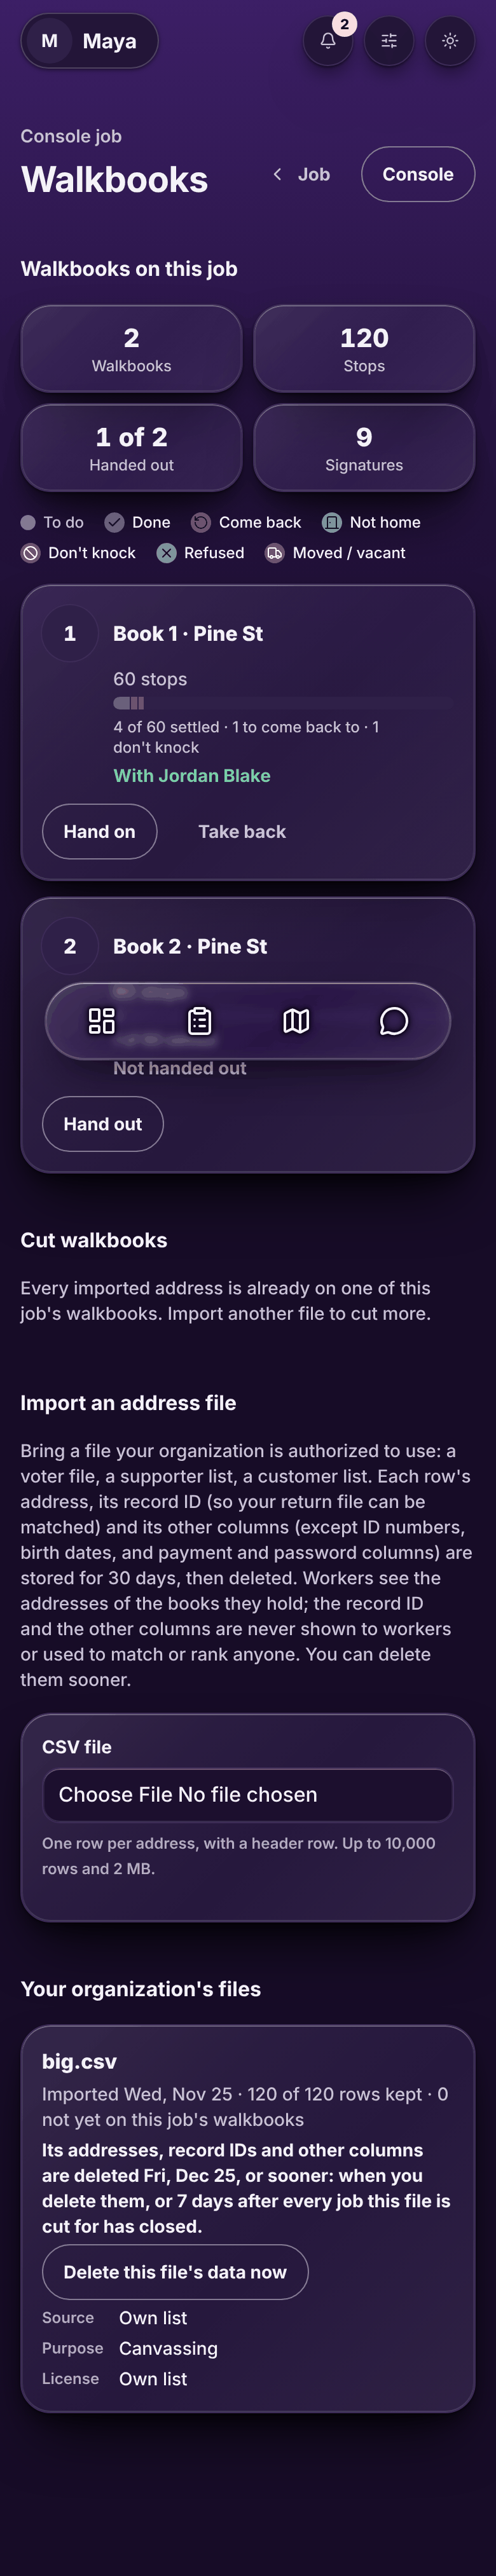 M Maya
2
Console job
Walkbooks
Job
Console
Walkbooks on this job
2
Walkbooks
120
Stops
1 of 2
Handed out
9
Signatures
To do Done Come back Not home
Don't knock Refused Moved / vacant
1
Book 1 · Pine St
60 stops
4 of 60 settled · 1 to come back to · 1
don't knock
With Jordan Blake
Hand on
Take back
2
Book 2 · Pine St
Not handed out
Hand out
Cut walkbooks
Every imported address is already on one of this
job's walkbooks. Import another file to cut more.
Import an address file
Bring a file your organization is authorized to use: a
voter file, a supporter list, a customer list. Each row's
address, its record ID (so your return file can be
matched) and its other columns (except ID numbers,
birth dates, and payment and password columns) are
stored for 30 days, then deleted. Workers see the
addresses of the books they hold; the record ID
and the other columns are never shown to workers
or used to match or rank anyone. You can delete
them sooner.
CSV file
Choose File No file chosen
One row per address, with a header row. Up to 10,000
rows and 2 MB.
Your organization's files
big.csv
Imported Wed, Nov 25 · 120 of 120 rows kept · 0
not yet on this job's walkbooks
Its addresses, record IDs and other columns
are deleted Fri, Dec 25, or sooner: when you
delete them, or 7 days after every job this file is
cut for has closed.
Delete this file's data now
Source Own list
Purpose Canvassing
License Own list